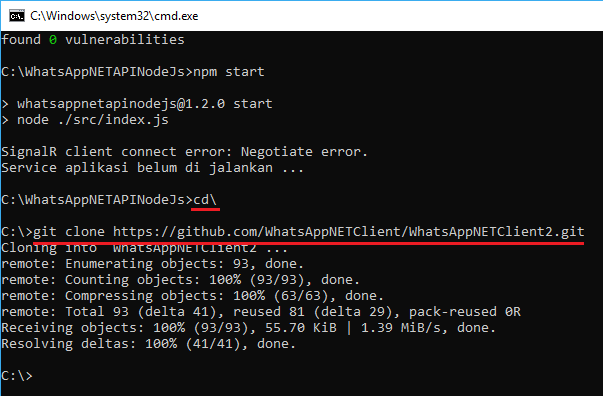 C:\Windows\system32\cmd.exe
found 0 vulnerabilities
C:\WhatsAppNETAPINodeJs>npm start
> whatsappnetapinodejs@1.2.0 start
> node ./src/index.js
SignalR client connect error: Negotiate error.
Service aplikasi belum di jalankan ...
C:\WhatsAppNETAPINodeJs>cd\
C:\>git clone https://github.com/WhatsAppNETClient/WhatsAppNETClient2.git
Cloning into 'WhatsAppNETClient2'...
remote: Enumerating objects: 93, done.
remote: Counting objects: 100% (93/93), done.
remote: Compressing objects: 100% (63/63), done.
remote: Total 93 (delta 41), reused 81 (delta 29), pack-reused 0R
Receiving objects: 100% (93/93), 55.70 KiB | 1.39 MiB/s, done.
Resolving deltas: 100% (41/41), done.
C:\>